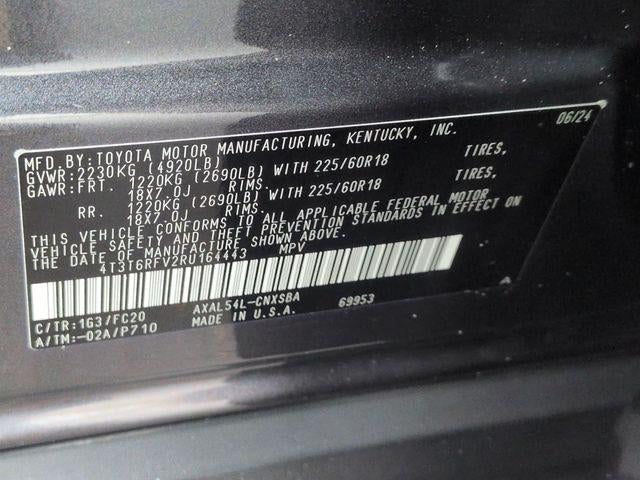 06/24
MFD.BY:TOYOTA MOTOR MANUFACTURING, KENTUCKY, INC.
GVWR:2230KG (4920LB)
GAWR:FRT. 1220KG (2690LB) WITH 225/60R18 TIRES,
18X7.0J RIMS.
RR. 1220KG (2690LB) WITH 225/60R18 TIRES,
18X7.0J RIMS.
THIS VEHICLE CONFORMS TO ALL APPLICABLE FEDERAL MOTOR
VEHICLE SAFETY, THEFT PREVENTION STANDARDS IN EFFECT ON
THE DATE OF MANUFACTURE SHOWN ABOVE.
4T3T6RFV2RU164443 MPV
A
C/TR:1G3/FC20 AXAL54L-CNXSBA 69953
A/TM:-02A/P710 MADE IN U.S.A.